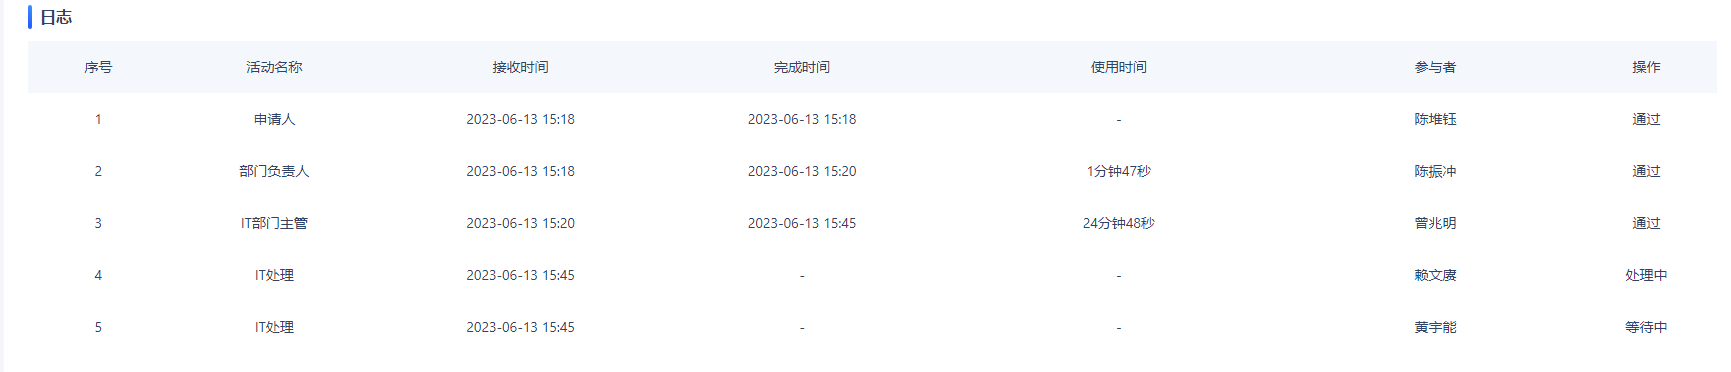 日志
序号 活动名称 接收时间 完成时间 使用时间 参与者 操作
1 申请人 2023-06-13 15:18 2023-06-13 15:18 - 陈堆钰 通过
2 部门负责人 2023-06-13 15:18 2023-06-13 15:20 1分钟47秒 陈振冲 通过
3 IT部门主管 2023-06-13 15:20 2023-06-13 15:45 24分钟48秒 曾兆明 通过
4 IT处理 2023-06-13 15:45 - - 赖文赓 处理中
5 IT处理 2023-06-13 15:45 - - 黄宇能 等待中